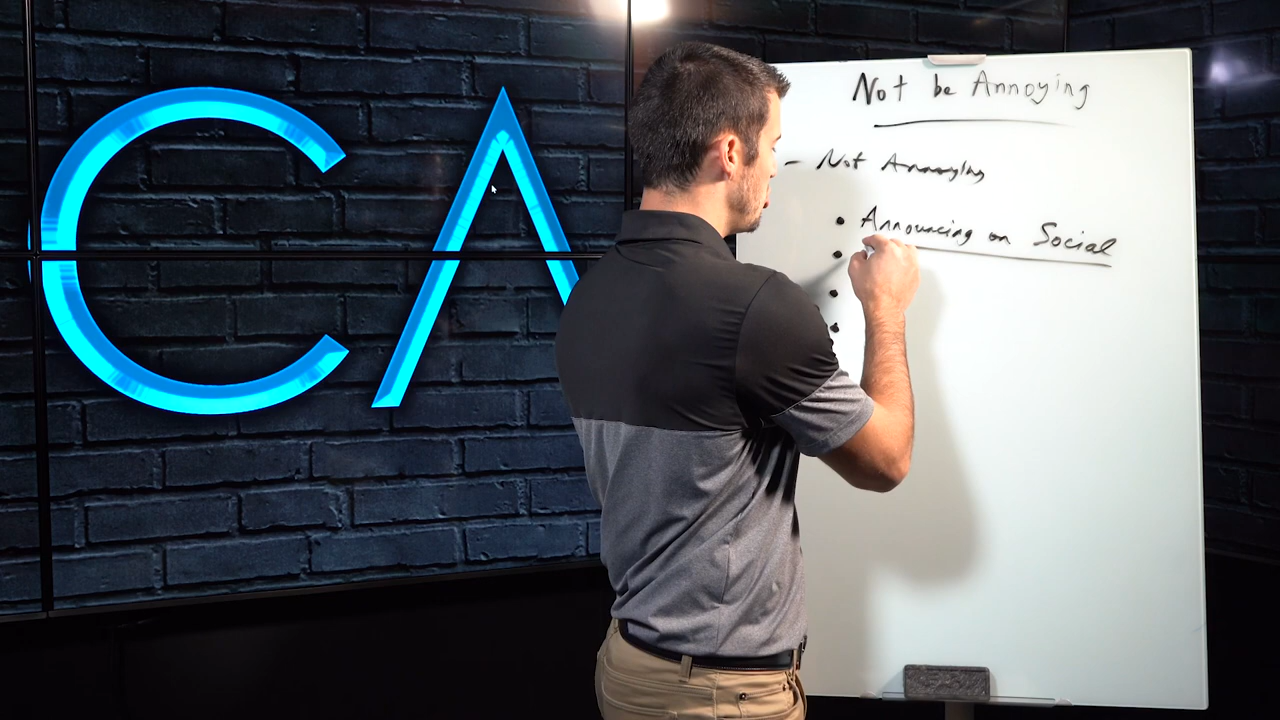 CA
Not be Annoying
- Not Annoying
• Announcing on Social
•
•
•